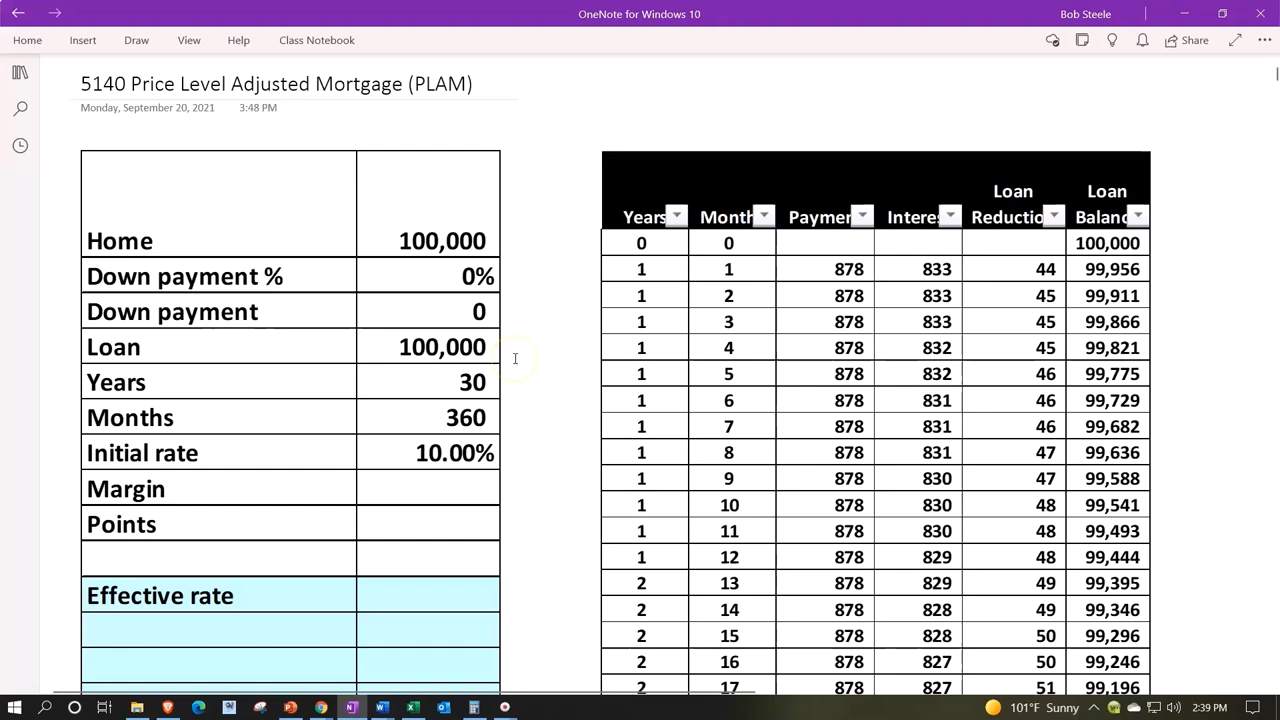 OneNote for Windows 10
Bob Steele
Home Insert Draw View Help Class Notebook
Share
5140 Price Level Adjusted Mortgage (PLAM)
Monday, September 20, 2021 3:48 PM
Home 100,000
Down payment % 0%
Down payment 0
Loan 100,000
Years 30
Months 360
Initial rate 10.00%
Margin
Points
Effective rate
Loan Loan
Years Month Paymer Interes Reductio Balanc
0 0 100,000
1 1 878 833 44 99,956
1 2 878 833 45 99,911
1 3 878 833 45 99,866
1 4 878 832 45 99,821
1 5 878 832 46 99,775
1 6 878 831 46 99,729
1 7 878 831 46 99,682
1 8 878 831 47 99,636
1 9 878 830 47 99,588
1 10 878 830 48 99,541
1 11 878 830 48 99,493
1 12 878 829 48 99,444
2 13 878 829 49 99,395
2 14 878 828 49 99,346
2 15 878 828 50 99,296
2 16 878 827 50 99,246
2 17 878 827 51 99,196
101°F Sunny
2:39 PM